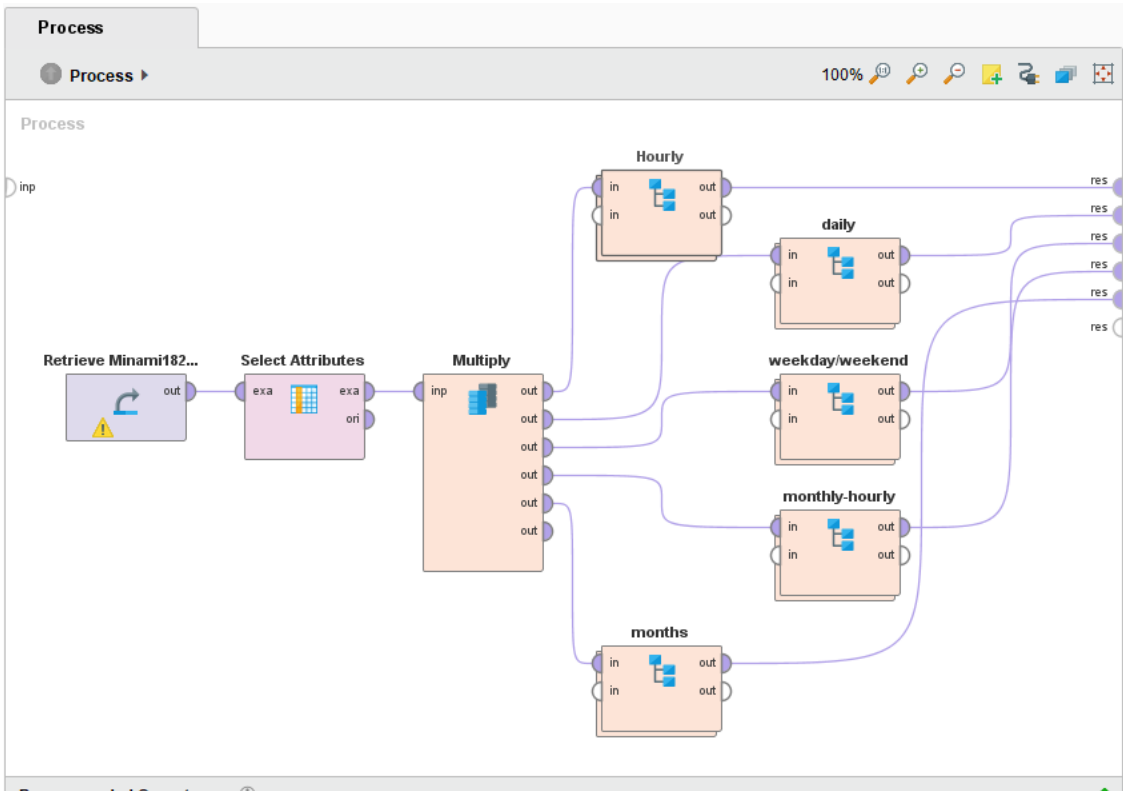 Process
Process
100%
Process
inp
Hourly
in out
in out
res
res
res
res
res
res
daily
in out
in out
Retrieve Minami182...
out
Select Attributes
exa exa
ori
Multiply
inp out
out
out
out
out
out
weekday/weekend
in out
in out
monthly-hourly
in out
in out
months
in out
in out